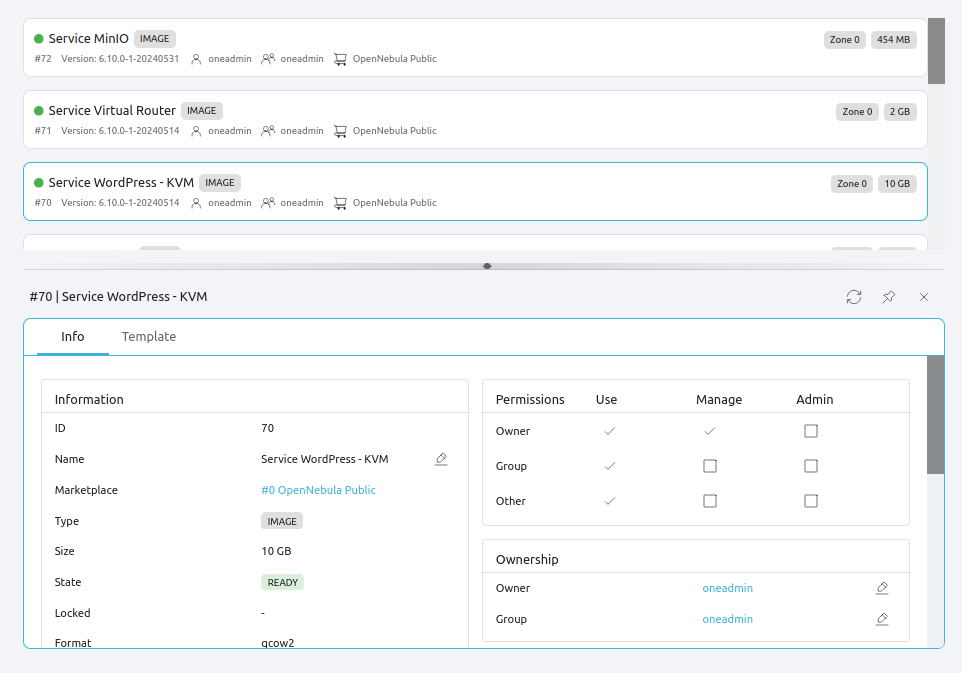 Service MinIO IMAGE Zone 0 454 MB
#72 Version: 6.10.0-1-20240531 oneadmin oneadmin OpenNebula Public
Service Virtual Router IMAGE Zone 0 2 GB
#71 Version: 6.10.0-1-20240514 oneadmin oneadmin OpenNebula Public
Service WordPress - KVM IMAGE Zone 0 10 GB
#70 Version: 6.10.0-1-20240514 oneadmin oneadmin OpenNebula Public
#70 | Service WordPress - KVM
Info Template
Information
ID 70
Name Service WordPress - KVM
Marketplace #0 OpenNebula Public
Type IMAGE
Size 10 GB
State READY
Locked -
Format qcow2
Permissions Use Manage Admin
Owner
Group
Other
Ownership
Owner oneadmin
Group oneadmin